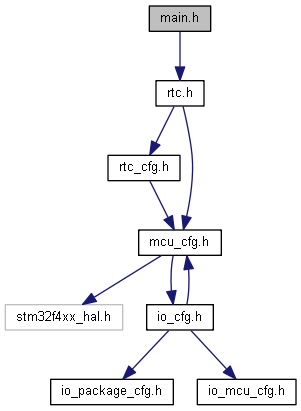 main.h
rtc.h
rtc_cfg.h
mcu_cfg.h
stm32f4xx_hal.h
io_cfg.h
io_package_cfg.h
io_mcu_cfg.h